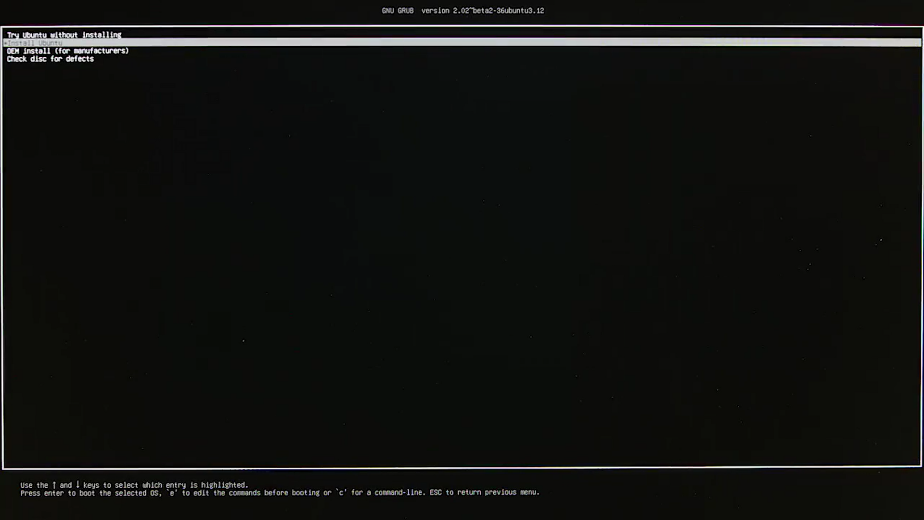 GNU GRUB  version 2.02~beta2-36ubuntu3.12
Try Ubuntu without installing
*Install Ubuntu
OEM install (for manufacturers)
Check disc for defects
Use the ↑ and ↓ keys to select which entry is highlighted.
Press enter to boot the selected OS, `e' to edit the commands before booting or `c' for a command-line. ESC to return previous menu.